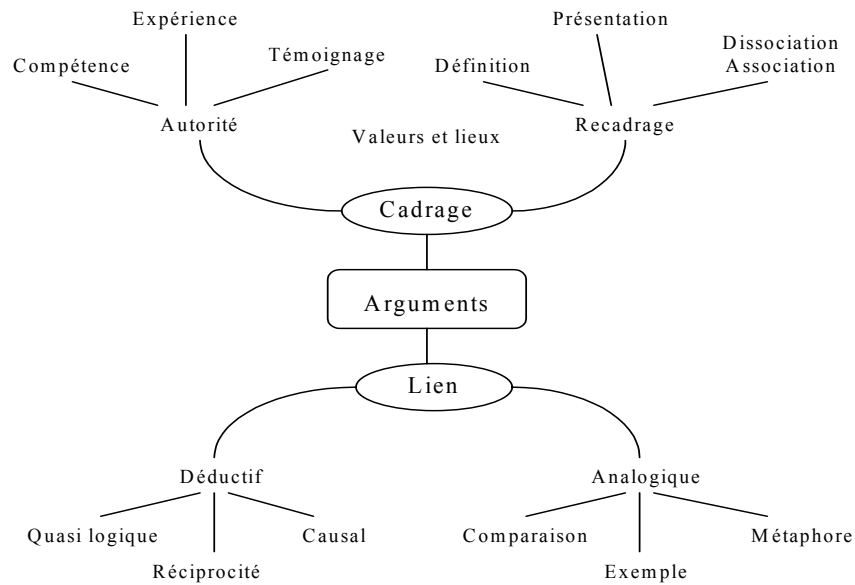 Expérience
Présentation
Compétence
Témoignage
Définition
Dissociation
Association
Autorité
Valeurs et lieux
Recadrage
Cadrage
Arguments
Lien
Déductif
Analogique
Quasi logique
Causal
Comparaison
Métaphore
Réciprocité
Exemple